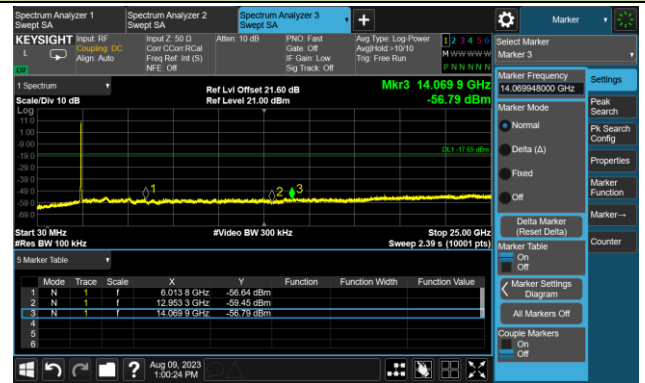 Spectrum Analyzer 1
Swept SA
Spectrum Analyzer 2
Swept SA
Spectrum Analyzer 3
Swept SA
Marker
KEYSIGHT
Input: RF
Coupling: DC
Align: Auto
Input Z: 50 Ω
Corr CCorr RCal
Freq Ref: Int (S)
NFE: Off
Atten: 10 dB
PNO: Fast
Gate: Off
IF Gain: Low
Sig Track: Off
Avg Type: Log-Power
Avg|Hold:>10/10
Trig: Free Run
1 2 3 4 5 6
M W W W W W
P N N N N N
L
LXI
Select Marker
Marker 3
1 Spectrum
Scale/Div 10 dB
Log
Ref Lvl Offset 21.60 dB
Ref Level 21.00 dBm
Mkr3 14.069 9 GHz
-56.79 dBm
11.0
1.00
-9.00
-19.0
-29.0
-39.0
-49.0
-59.0
-69.0
DL1 -17.65 dBm
1
2
3
Start 30 MHz
#Res BW 100 kHz
#Video BW 300 kHz
Stop 25.00 GHz
Sweep 2.39 s (10001 pts)
5 Marker Table
Mode Trace Scale X Y Function Function Width Function Value
1 N 1 f 6.013 8 GHz -56.64 dBm
2 N 1 f 12.953 3 GHz -59.45 dBm
3 N 1 f 14.069 9 GHz -56.79 dBm
4
5
6
Marker Frequency
14.069948000 GHz
Marker Mode
Normal
Delta (Δ)
Fixed
Off
Delta Marker
(Reset Delta)
Marker Table
On
Off
Marker Settings
Diagram
All Markers Off
Couple Markers
On
Off
Settings
Peak
Search
Pk Search
Config
Properties
Marker
Function
Marker→
Counter
?
Aug 09, 2023
1:00:24 PM